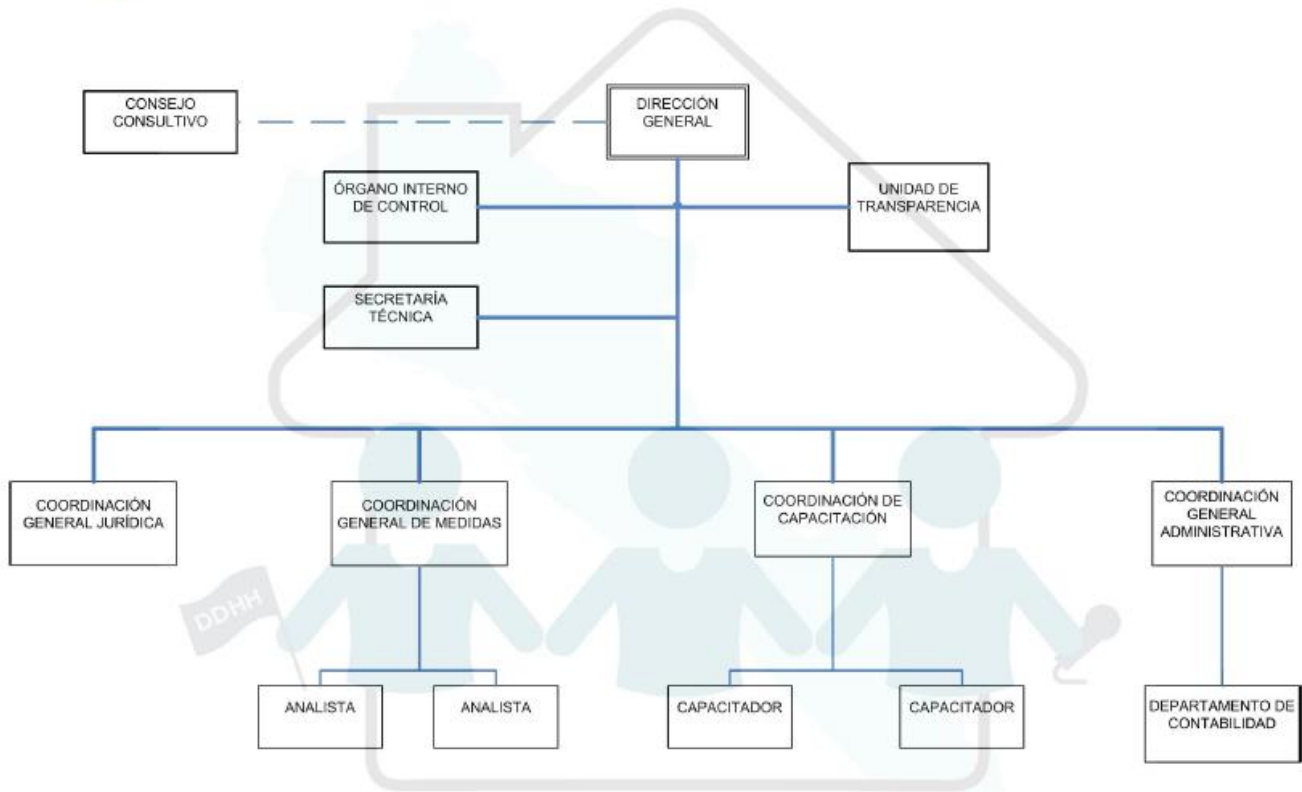 CONSEJO
CONSULTIVO
DIRECCIÓN
GENERAL
ÓRGANO INTERNO
DE CONTROL
UNIDAD DE
TRANSPARENCIA
SECRETARÍA
TÉCNICA
COORDINACIÓN
GENERAL JURÍDICA
COORDINACIÓN
GENERAL DE MEDIDAS
COORDINACIÓN DE
CAPACITACIÓN
COORDINACIÓN
GENERAL
ADMINISTRATIVA
DDHH
ANALISTA
ANALISTA
CAPACITADOR
CAPACITADOR
DEPARTAMENTO DE
CONTABILIDAD